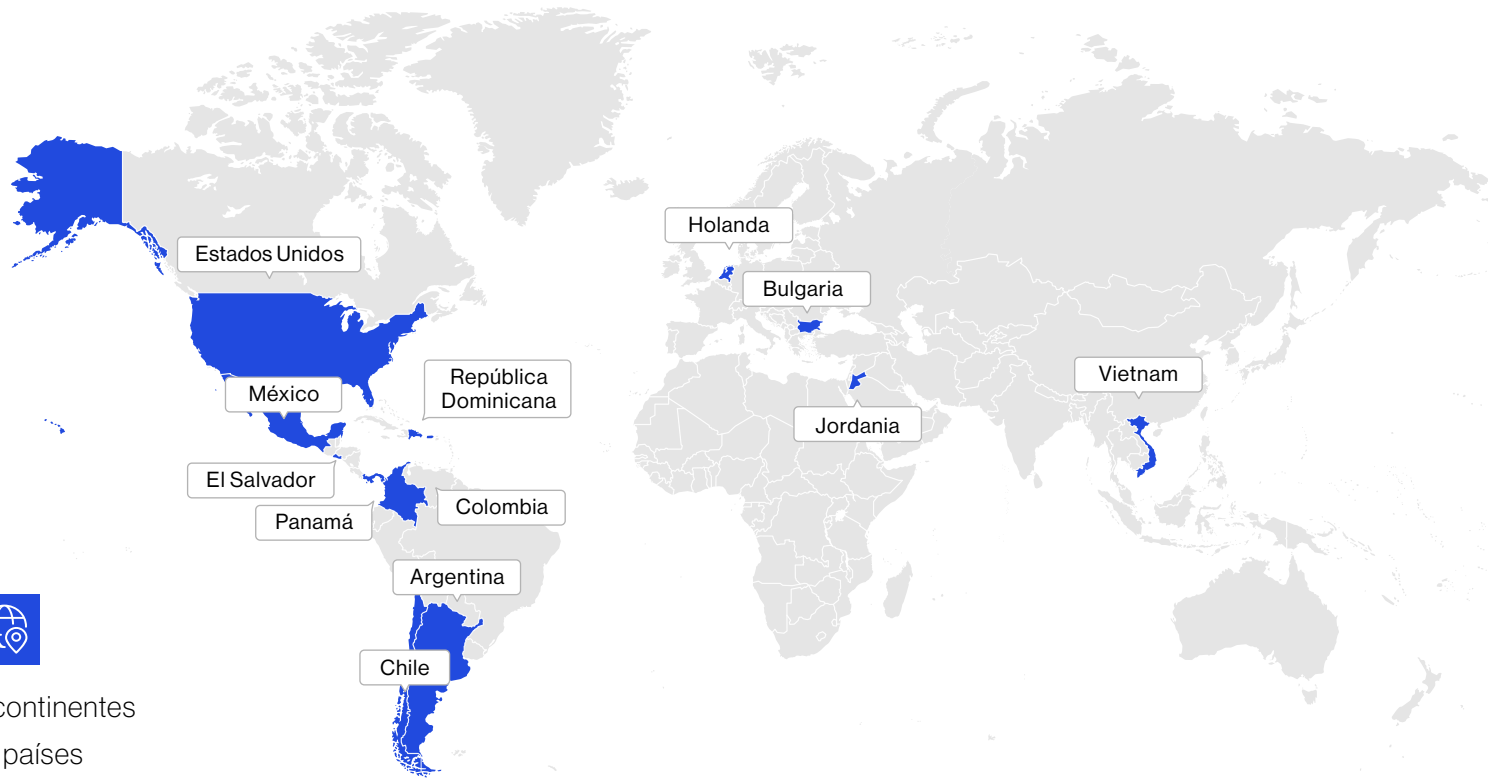 Holanda
Estados Unidos
Bulgaria
Vietnam
República
Dominicana
México
Jordania
El Salvador
Colombia
Panamá
Argentina
Chile
continentes
países